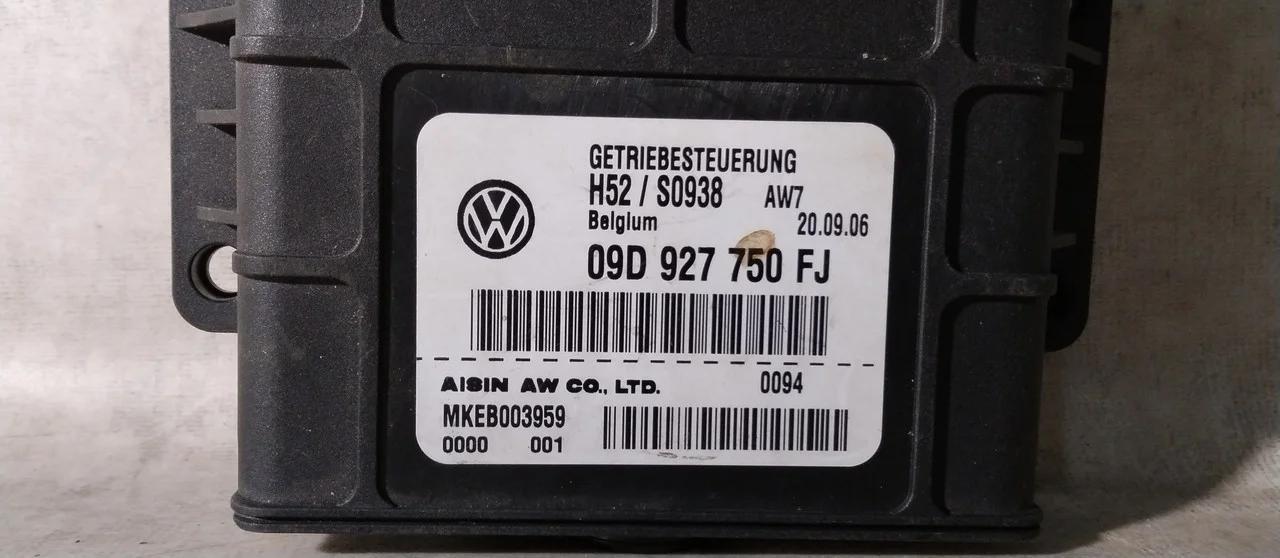 GETRIEBESTEUERUNG
H52 / S0938 AW7
Belgium 20.09.06
09D 927 750 FJ
AISIN AW CO., LTD. 0094
MKEB003959
0000 001